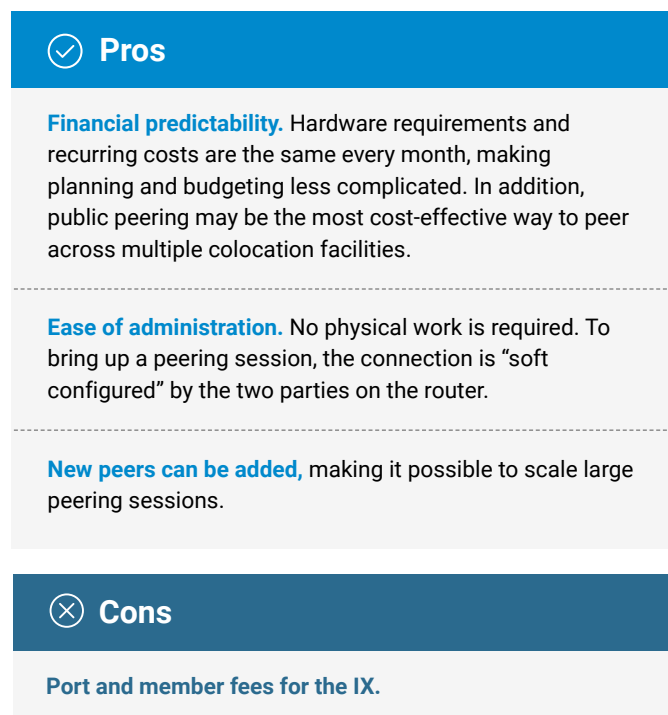 Pros
Financial predictability. Hardware requirements and
recurring costs are the same every month, making
planning and budgeting less complicated. In addition,
public peering may be the most cost-effective way to peer
across multiple colocation facilities.
Ease of administration. No physical work is required. To
bring up a peering session, the connection is “soft
configured” by the two parties on the router.
New peers can be added, making it possible to scale large
peering sessions.
Cons
Port and member fees for the IX.